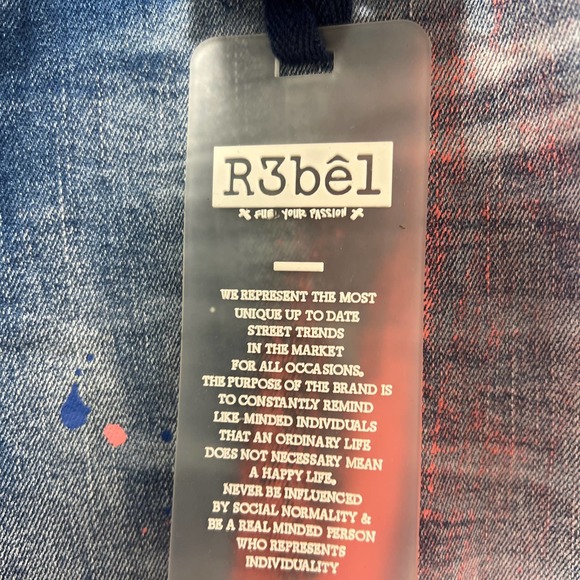 R3bêl
FUEL YOUR PASSION
WE REPRESENT THE MOST
UNIQUE UP TO DATE
STREET TRENDS
IN THE MARKET
FOR ALL OCCASIONS,
THE PURPOSE OF THE BRAND IS
TO CONSTANTLY REMIND
LIKE-MINDED INDIVIDUALS
THAT AN ORDINARY LIFE
DOES NOT NECESSARY MEAN
A HAPPY LIFE,
NEVER BE INFLUENCED
BY SOCIAL NORMALITY &
BE A REAL MINDED PERSON
WHO REPRESENTS
INDIVIDUALITY